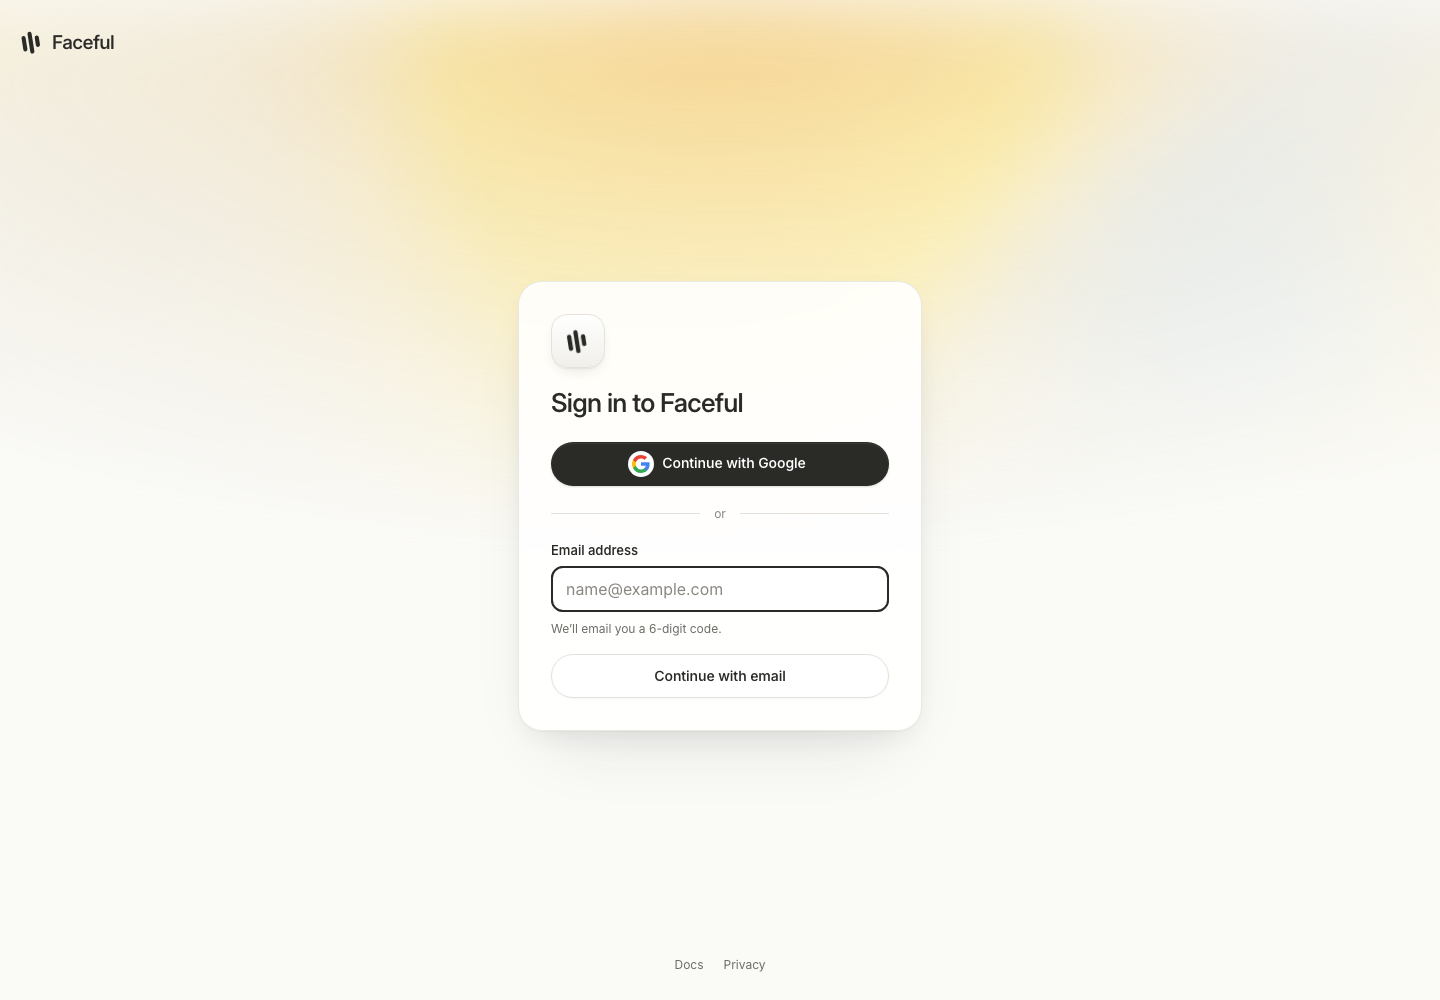 Faceful
Sign in to Faceful
Continue with Google
or
Email address
name@example.com
We’ll email you a 6-digit code.
Continue with email
Docs Privacy